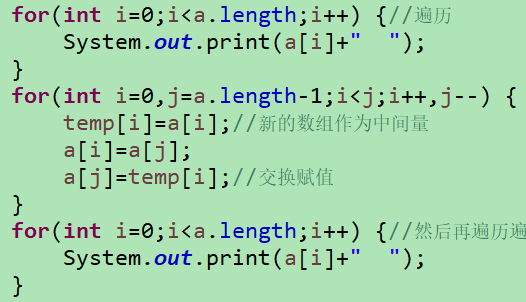 for(int i=0;i<a.length;i++) {//遍历
System.out.print(a[i]+"  ");
}
for(int i=0,j=a.length-1;i<j;i++,j--) {
temp[i]=a[i];//新的数组作为中间量
a[i]=a[j];
a[j]=temp[i];//交换赋值
}
for(int i=0;i<a.length;i++) {//然后再遍历遍
System.out.print(a[i]+"  ");
}